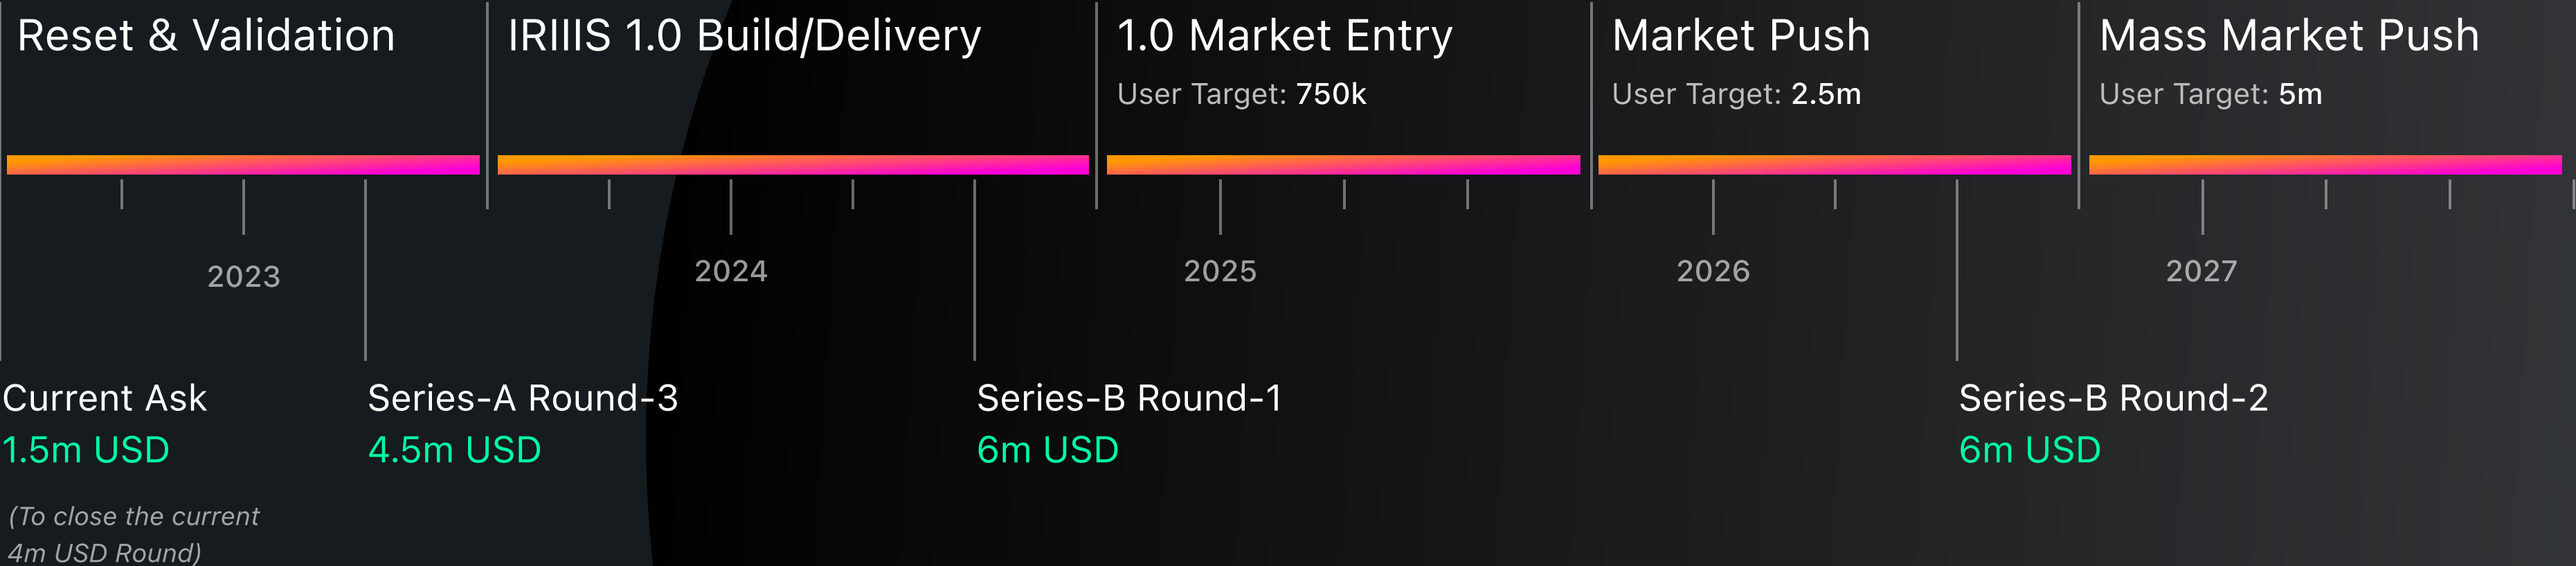 Reset & Validation
IRIIIS 1.0 Build/Delivery
1.0 Market Entry
User Target: 750k
Market Push
User Target: 2.5m
Mass Market Push
User Target: 5m
2023
2024
2025
2026
2027
Current Ask
1.5m USD
(To close the current
4m USD Round)
Series-A Round-3
4.5m USD
Series-B Round-1
6m USD
Series-B Round-2
6m USD